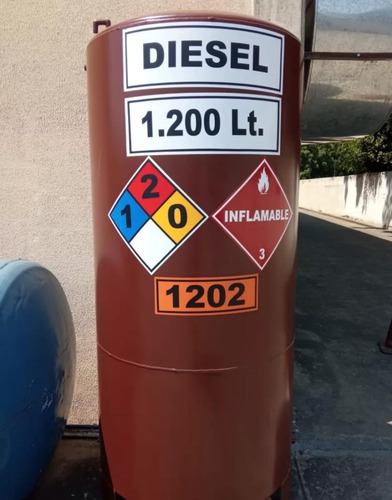 DIESEL
1.200 Lt.
2
1 0
INFLAMABLE
3
1202